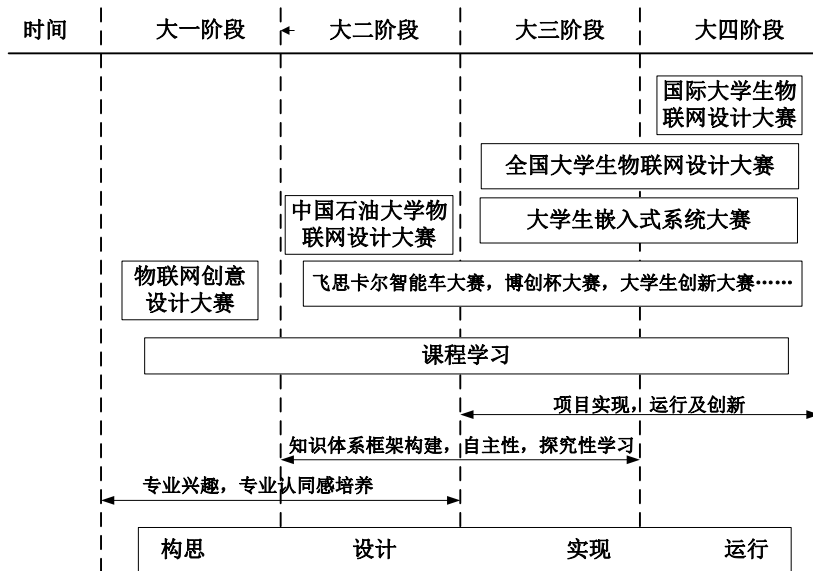 时间
大一阶段
大二阶段
大三阶段
大四阶段
国际大学生物
联网设计大赛
全国大学生物联网设计大赛
中国石油大学物
联网设计大赛
大学生嵌入式系统大赛
物联网创意
设计大赛
飞思卡尔智能车大赛，博创杯大赛，大学生创新大赛……
课程学习
项目实现，运行及创新
知识体系框架构建，自主性，探究性学习
专业兴趣，专业认同感培养
构思
设计
实现
运行